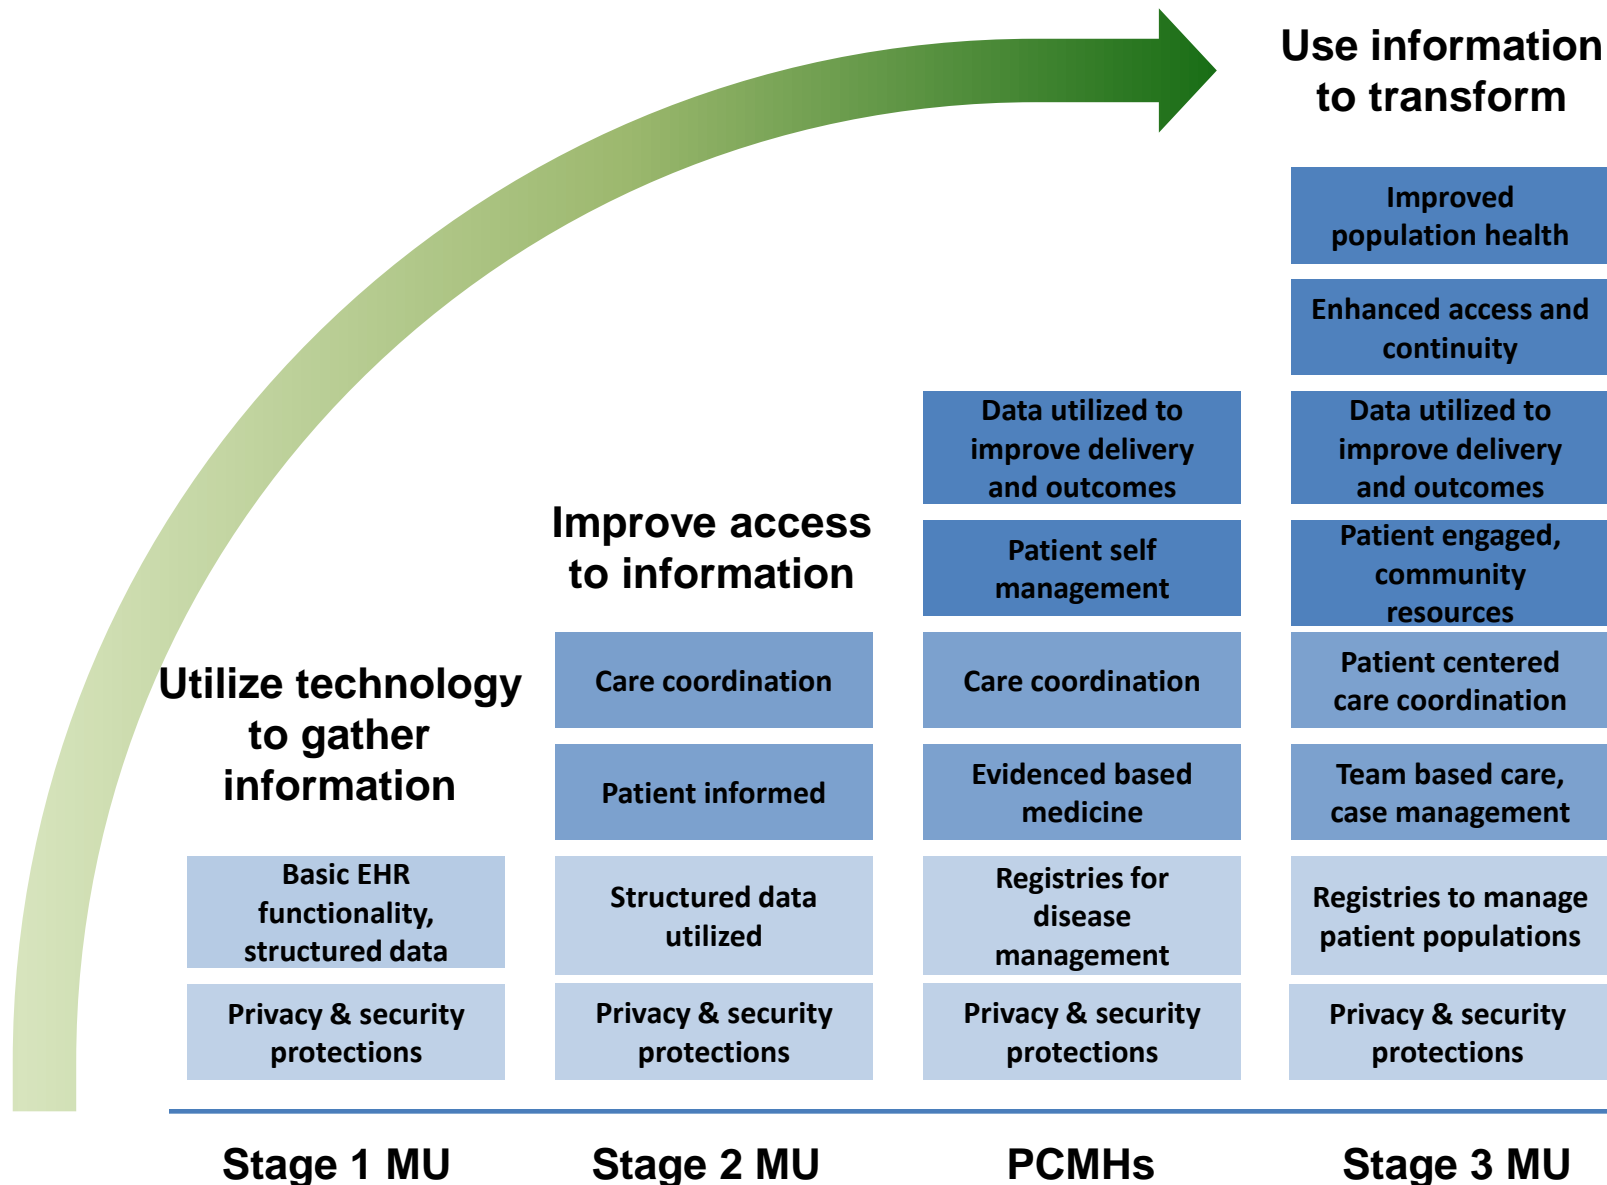 Use information
to transform
Improved
population health
Enhanced access and
continuity
Data utilized to
improve delivery
and outcomes
Data utilized to
improve delivery
and outcomes
Improve access
to information
Patient self
management
Patient engaged,
community
resources
Utilize technology
to gather
information
Care coordination
Care coordination
Patient centered
care coordination
Patient informed
Evidenced based
medicine
Team based care,
case management
Basic EHR
functionality,
structured data
Structured data
utilized
Registries for
disease
management
Registries to manage
patient populations
Privacy & security
protections
Privacy & security
protections
Privacy & security
protections
Privacy & security
protections
Stage 1 MU
Stage 2 MU
PCMHs
Stage 3 MU